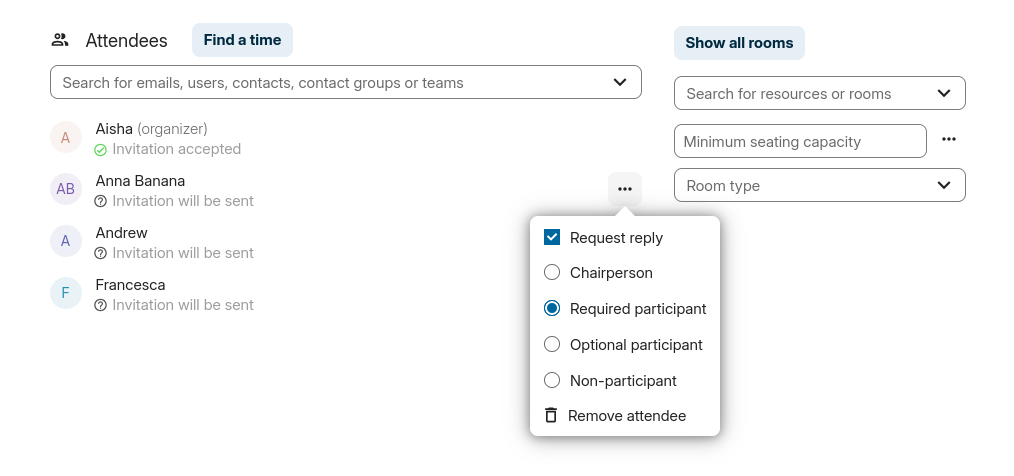 Attendees
Find a time
Search for emails, users, contacts, contact groups or teams
A
Aisha (organizer)
Invitation accepted
AB
Anna Banana
Invitation will be sent
A
Andrew
Invitation will be sent
F
Francesca
Invitation will be sent
Request reply
Chairperson
Required participant
Optional participant
Non-participant
Remove attendee
Show all rooms
Search for resources or rooms
Minimum seating capacity
Room type